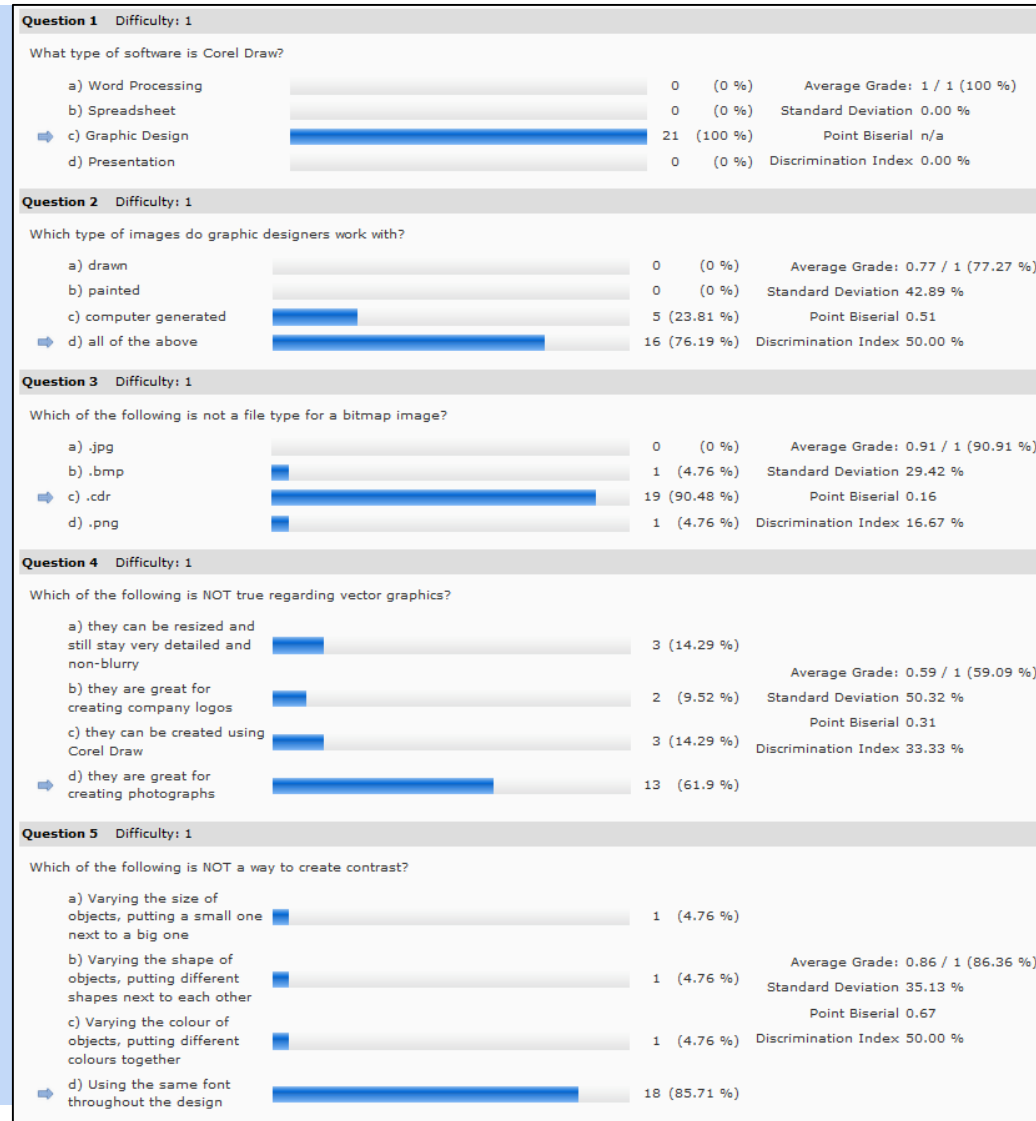 Question 1 Difficulty: 1
What type of software is Corel Draw?
a) Word Processing 0 (0 %) Average Grade: 1 / 1 (100 %)
b) Spreadsheet 0 (0 %) Standard Deviation 0.00 %
c) Graphic Design 21 (100 %) Point Biserial n/a
d) Presentation 0 (0 %) Discrimination Index 0.00 %
Question 2 Difficulty: 1
Which type of images do graphic designers work with?
a) drawn 0 (0 %) Average Grade: 0.77 / 1 (77.27 %)
b) painted 0 (0 %) Standard Deviation 42.89 %
c) computer generated 5 (23.81 %) Point Biserial 0.51
d) all of the above 16 (76.19 %) Discrimination Index 50.00 %
Question 3 Difficulty: 1
Which of the following is not a file type for a bitmap image?
a) .jpg 0 (0 %) Average Grade: 0.91 / 1 (90.91 %)
b) .bmp 1 (4.76 %) Standard Deviation 29.42 %
c) .cdr 19 (90.48 %) Point Biserial 0.16
d) .png 1 (4.76 %) Discrimination Index 16.67 %
Question 4 Difficulty: 1
Which of the following is NOT true regarding vector graphics?
a) they can be resized and
still stay very detailed and
non-blurry
3 (14.29 %)
b) they are great for
creating company logos
2 (9.52 %)
c) they can be created using
Corel Draw
3 (14.29 %)
d) they are great for
creating photographs
13 (61.9 %)
Average Grade: 0.59 / 1 (59.09 %)
Standard Deviation 50.32 %
Point Biserial 0.31
Discrimination Index 33.33 %
Question 5 Difficulty: 1
Which of the following is NOT a way to create contrast?
a) Varying the size of
objects, putting a small one
next to a big one
1 (4.76 %)
b) Varying the shape of
objects, putting different
shapes next to each other
1 (4.76 %)
c) Varying the colour of
objects, putting different
colours together
1 (4.76 %)
d) Using the same font
throughout the design
18 (85.71 %)
Average Grade: 0.86 / 1 (86.36 %)
Standard Deviation 35.13 %
Point Biserial 0.67
Discrimination Index 50.00 %